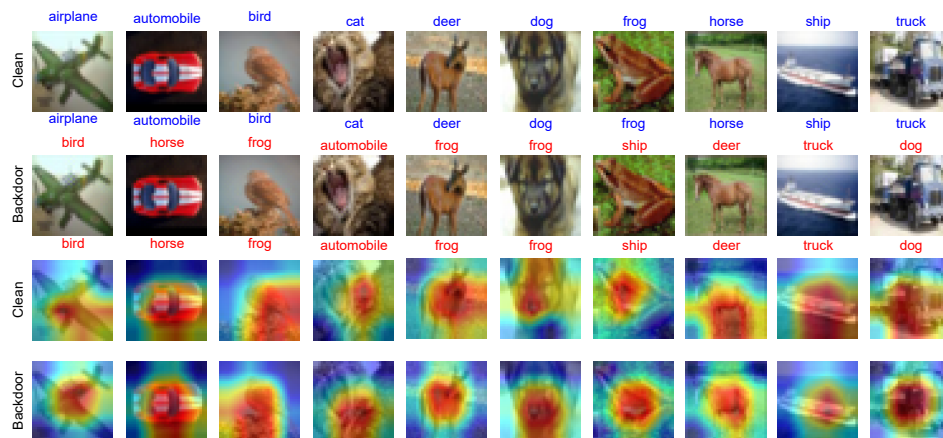 airplane automobile bird cat deer dog frog horse ship truck
Clean
airplane automobile bird cat deer dog frog horse ship truck
bird horse frog automobile frog frog ship deer truck dog
Backdoor
bird horse frog automobile frog frog ship deer truck dog
Clean
Backdoor